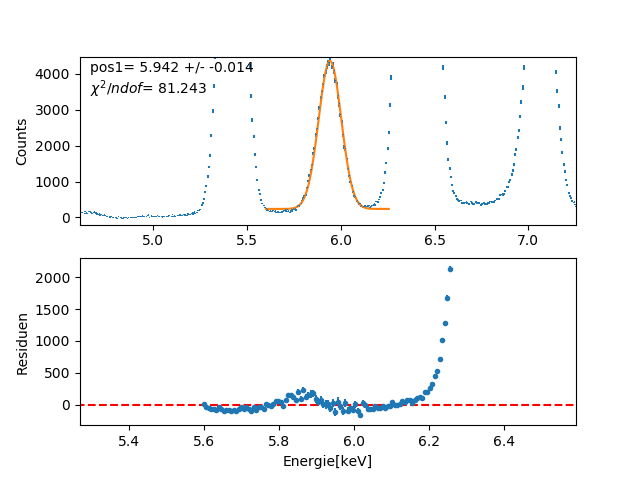 pos1= 5.942 +/- -0.014
χ²/ndof= 81.243
Counts
4000
3000
2000
1000
0
5.0 5.5 6.0 6.5 7.0
Residuen
2000
1500
1000
500
0
5.4 5.6 5.8 6.0 6.2 6.4
Energie[keV]